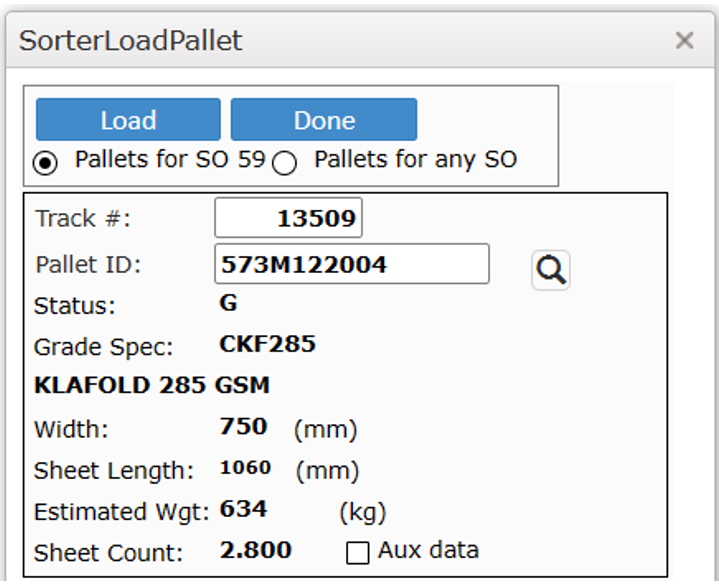 SorterLoadPallet
Load Done
Pallets for SO 59 Pallets for any SO
Track #: 13509
Pallet ID: 573M122004
Status: G
Grade Spec: CKF285
KLAFOLD 285 GSM
Width: 750 (mm)
Sheet Length: 1060 (mm)
Estimated Wgt: 634 (kg)
Sheet Count: 2.800 Aux data